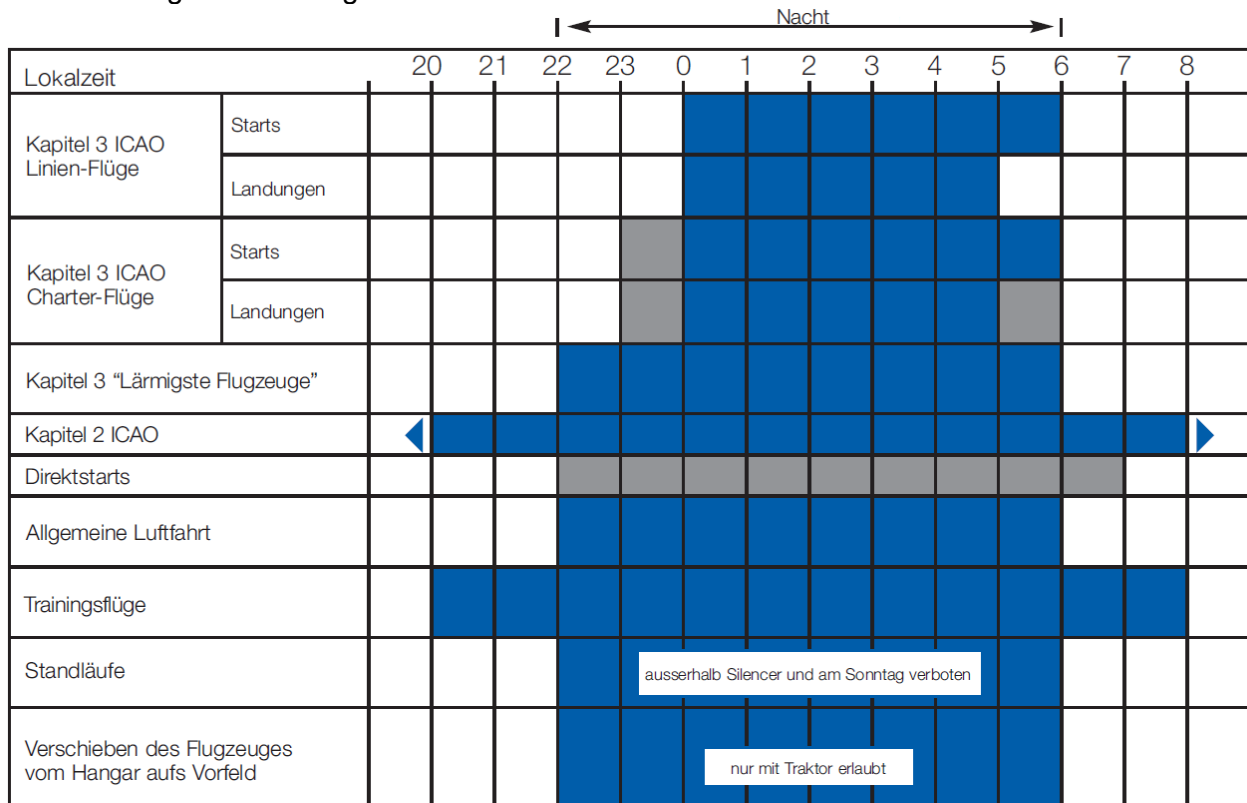 Nacht
Lokalzeit 20 21 22 23 0 1 2 3 4 5 6 7 8
Kapitel 3 ICAO
Linien-Flüge
Starts
Landungen
Kapitel 3 ICAO
Charter-Flüge
Starts
Landungen
Kapitel 3 “Lärmigste Flugzeuge”
Kapitel 2 ICAO
Direktstarts
Allgemeine Luftfahrt
Trainingsflüge
Standläufe
ausserhalb Silencer und am Sonntag verboten
Verschieben des Flugzeuges
vom Hangar aufs Vorfeld
nur mit Traktor erlaubt